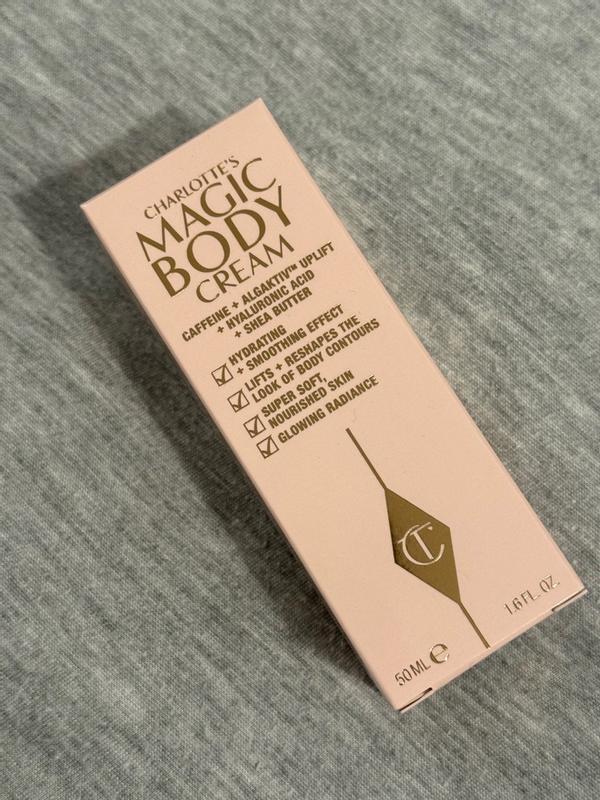 CHARLOTTE'S
MAGIC
BODY
CREAM
CAFFEINE + ALGAKTIV™ UPLIFT
+ HYALURONIC ACID
+ SHEA BUTTER
HYDRATING
+ SMOOTHING EFFECT
LIFTS + RESHAPES THE
LOOK OF BODY CONTOURS
SUPER SOFT,
NOURISHED SKIN
GLOWING RADIANCE
CT
50 ML ℮
1.6 FL. OZ.